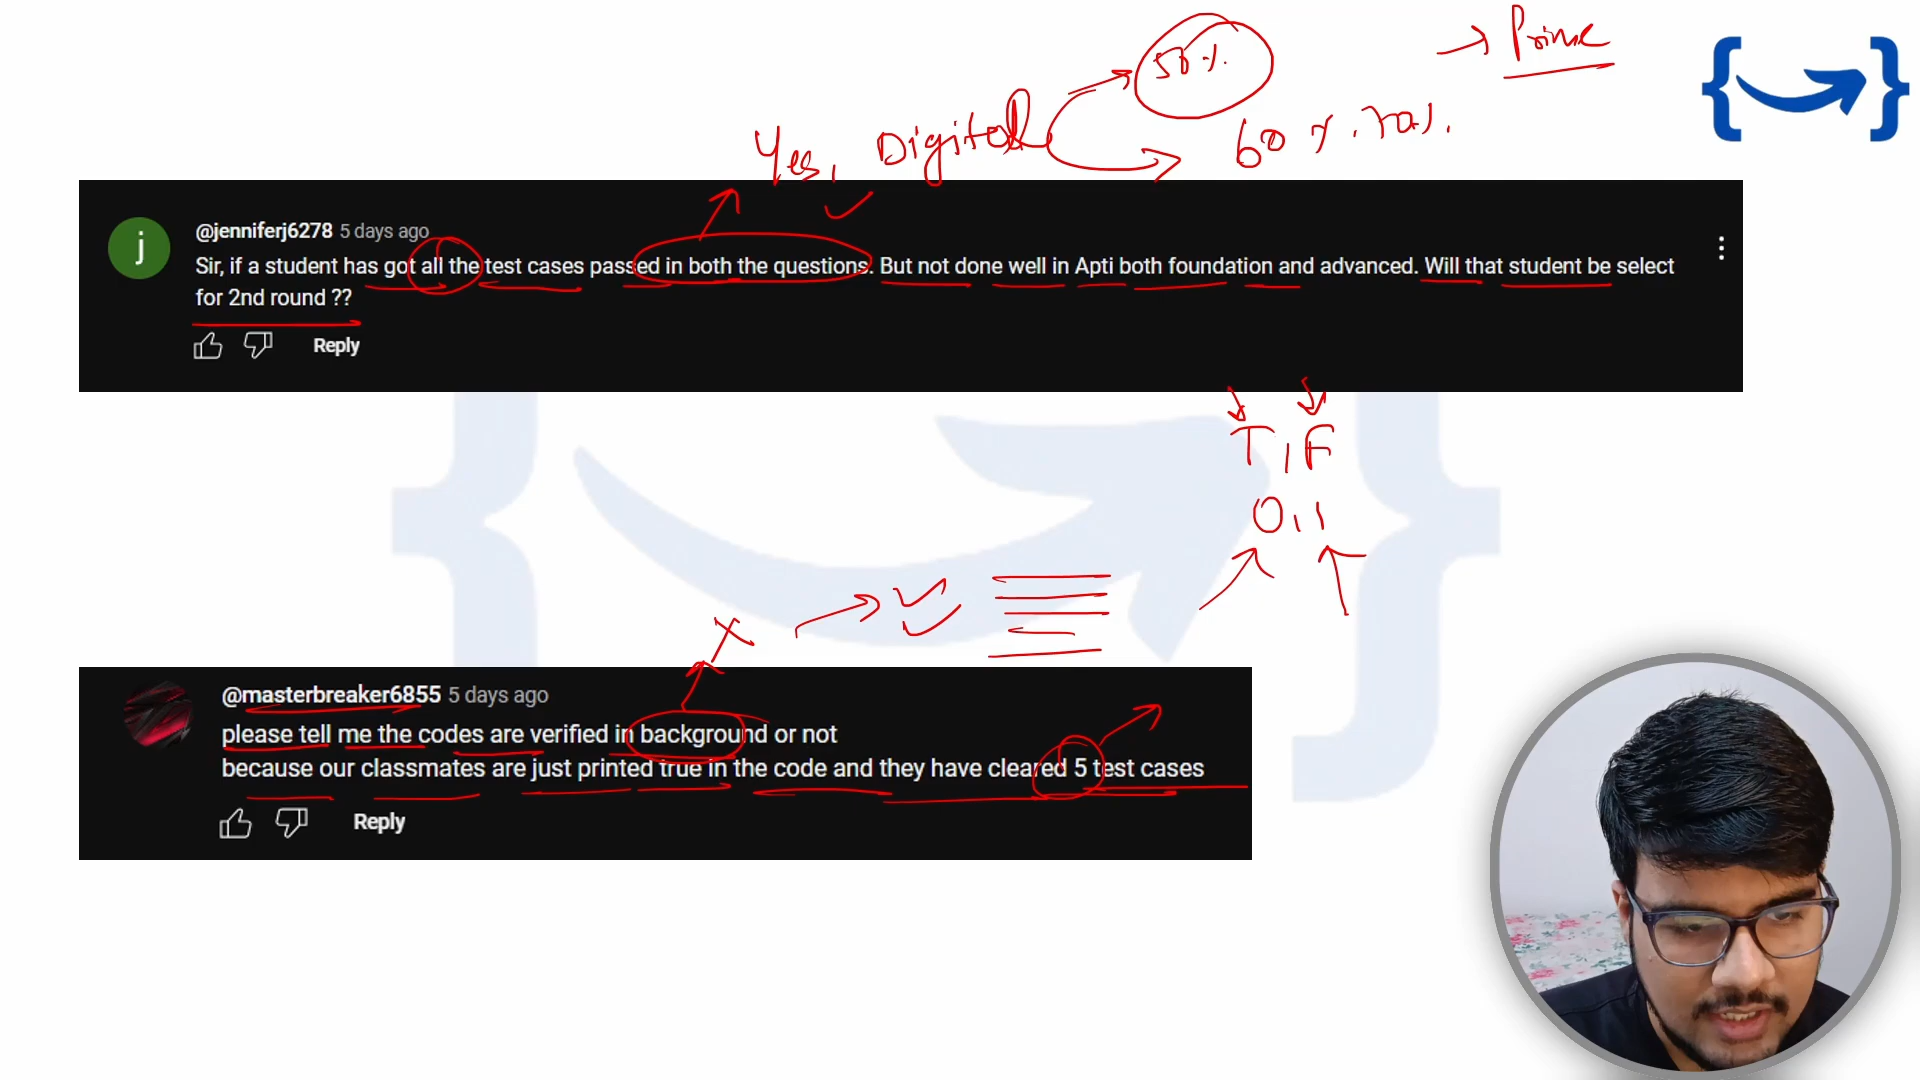 → Prime
50%
Yes, Digital
60%. 70%.
j
@jenniferj6278 5 days ago
Sir, if a student has got all the test cases passed in both the questions. But not done well in Apti both foundation and advanced. Will that student be select
for 2nd round ??
Reply
T, F
0, 1
@masterbreaker6855 5 days ago
please tell me the codes are verified in background or not
because our classmates are just printed true in the code and they have cleared 5 test cases
Reply